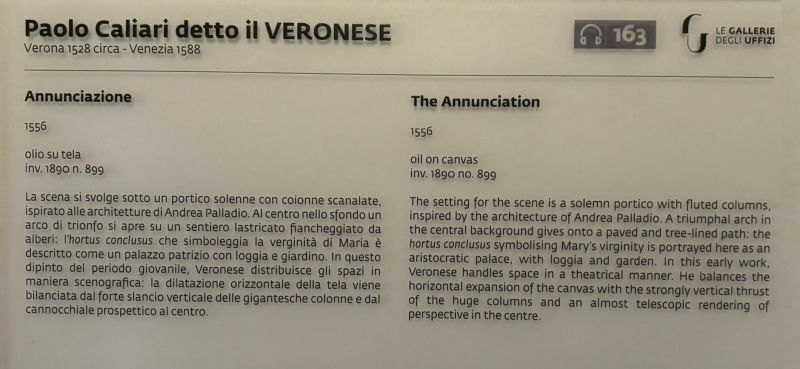 Paolo Caliari detto il VERONESE
Verona 1528 circa - Venezia 1588
163
LE GALLERIE
DEGLI UFFIZI
Annunciazione
1556
olio su tela
inv. 1890 n. 899
La scena si svolge sotto un portico solenne con colonne scanalate,
ispirato alle architetture di Andrea Palladio. Al centro nello sfondo un
arco di trionfo si apre su un sentiero lastricato fiancheggiato da
alberi: l'hortus conclusus che simboleggia la verginità di Maria è
descritto come un palazzo patrizio con loggia e giardino. In questo
dipinto del periodo giovanile, Veronese distribuisce gli spazi in
maniera scenografica: la dilatazione orizzontale della tela viene
bilanciata dal forte slancio verticale delle gigantesche colonne e dal
cannocchiale prospettico al centro.
The Annunciation
1556
oil on canvas
inv. 1890 no. 899
The setting for the scene is a solemn portico with fluted columns,
inspired by the architecture of Andrea Palladio. A triumphal arch in
the central background gives onto a paved and tree-lined path: the
hortus conclusus symbolising Mary's virginity is portrayed here as an
aristocratic palace, with loggia and garden. In this early work,
Veronese handles space in a theatrical manner. He balances the
horizontal expansion of the canvas with the strongly vertical thrust
of the huge columns and an almost telescopic rendering of
perspective in the centre.